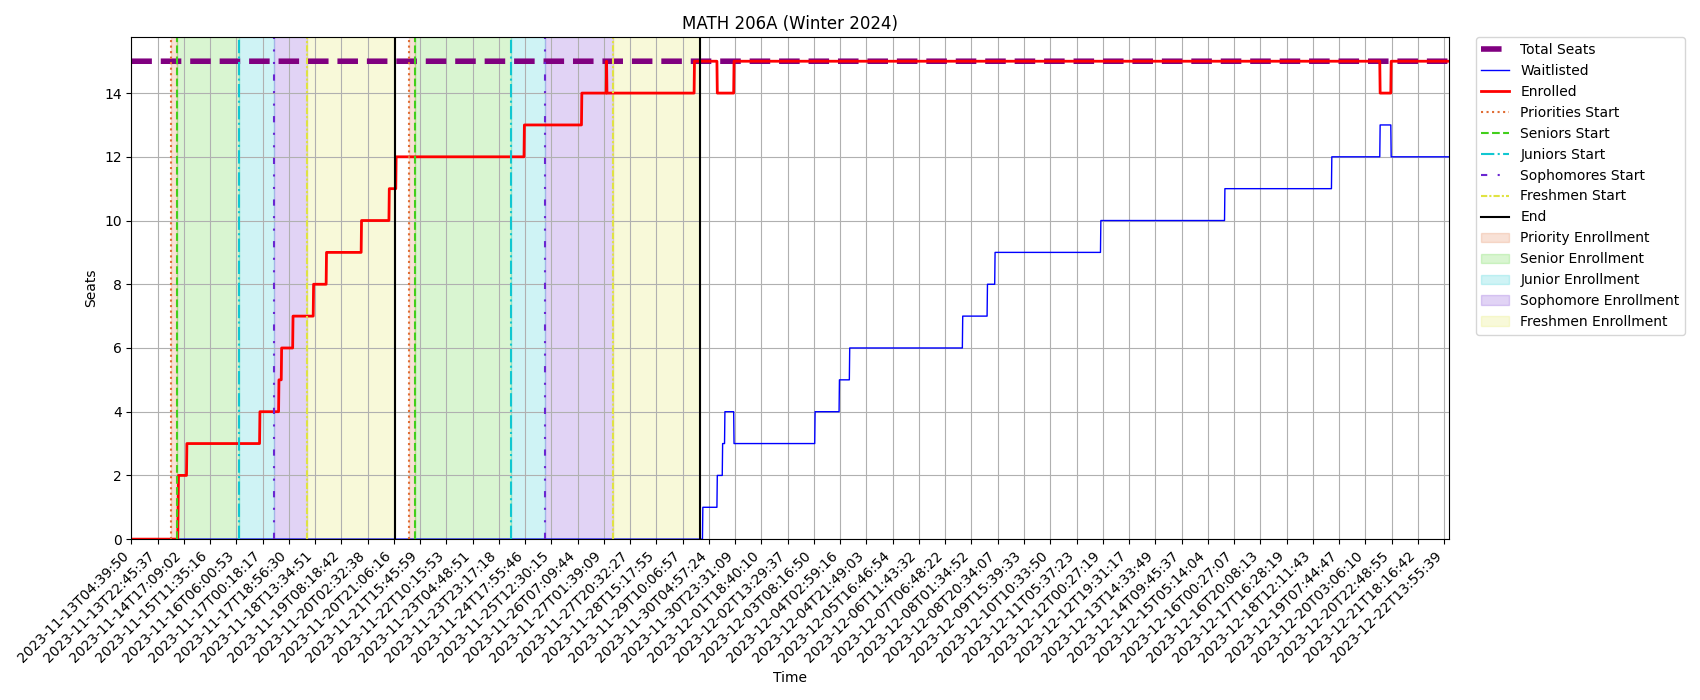 MATH 206A (Winter 2024)
Seats
14
12
10
8
6
4
2
0
2023-11-13T04:39:50
2023-11-13T22:45:37
2023-11-14T17:09:02
2023-11-15T11:35:16
2023-11-16T06:00:53
2023-11-17T00:18:17
2023-11-17T18:56:30
2023-11-18T13:34:51
2023-11-19T08:18:42
2023-11-20T02:32:38
2023-11-20T21:06:16
2023-11-21T15:45:59
2023-11-22T10:15:53
2023-11-23T04:48:51
2023-11-23T23:17:18
2023-11-24T17:55:46
2023-11-25T12:30:15
2023-11-26T07:09:44
2023-11-27T01:39:09
2023-11-27T20:32:27
2023-11-28T15:17:55
2023-11-29T10:06:57
2023-11-30T04:57:24
2023-11-30T23:31:09
2023-12-01T18:40:10
2023-12-02T13:29:37
2023-12-03T08:16:50
2023-12-04T02:59:16
2023-12-04T21:49:03
2023-12-05T16:46:54
2023-12-06T11:43:32
2023-12-07T06:48:22
2023-12-08T01:34:52
2023-12-08T20:34:07
2023-12-09T15:39:33
2023-12-10T10:33:50
2023-12-11T05:37:23
2023-12-12T00:27:19
2023-12-12T19:31:17
2023-12-13T14:33:49
2023-12-14T09:45:37
2023-12-15T05:14:04
2023-12-16T00:27:07
2023-12-16T20:08:13
2023-12-17T16:28:19
2023-12-18T12:11:43
2023-12-19T07:44:47
2023-12-20T03:06:10
2023-12-20T22:48:55
2023-12-21T18:16:42
2023-12-22T13:55:39
Time
Total Seats
Waitlisted
Enrolled
Priorities Start
Seniors Start
Juniors Start
Sophomores Start
Freshmen Start
End
Priority Enrollment
Senior Enrollment
Junior Enrollment
Sophomore Enrollment
Freshmen Enrollment